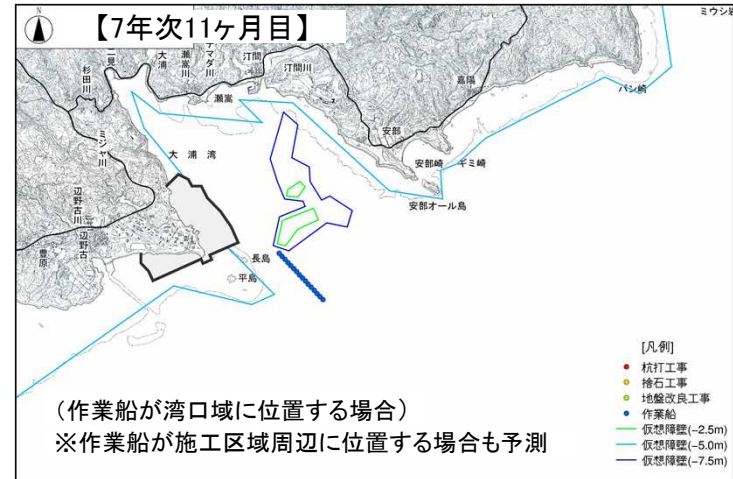 【7年次11ヶ月目】
N
ミウシ岩
二見
杉田川
大浦
瀬嵩川
アマダ川
汀間
汀間川
瀬嵩
嘉陽
バン崎
安部
ミジャ川
大浦湾
安部崎
ギミ崎
安部オール島
辺野古川
辺野古
豊原
長島
平島
[凡例]
杭打工事
捨石工事
地盤改良工事
作業船
仮想障壁(-2.5m)
仮想障壁(-5.0m)
仮想障壁(-7.5m)
(作業船が湾口域に位置する場合)
※作業船が施工区域周辺に位置する場合も予測